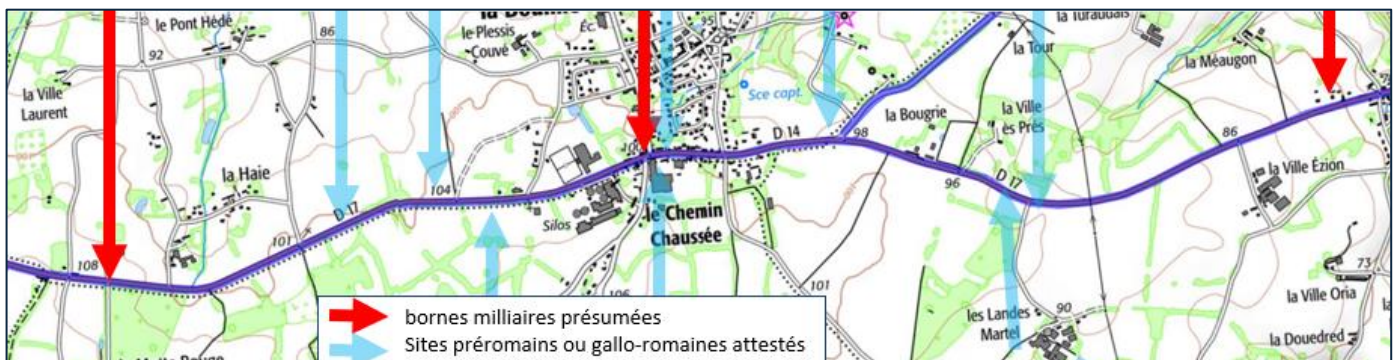 le Pont Hédé
86
92
la Ville
Laurent
le Plessis
Couvé
Éc.
95
Sce capt.
la Tour
la Turaudais
la Méaugon
la Bougrie
la Ville
ès Prés
D 14
98
86
la Haie
104
D 17
101
108
Silos
le Chemin
Chaussée
96
D 17
la Ville Ézion
101
106
les Landes
Martel
90
73
la Ville Oria
la Douedred
bornes milliaires présumées
Sites préromains ou gallo-romaines attestés